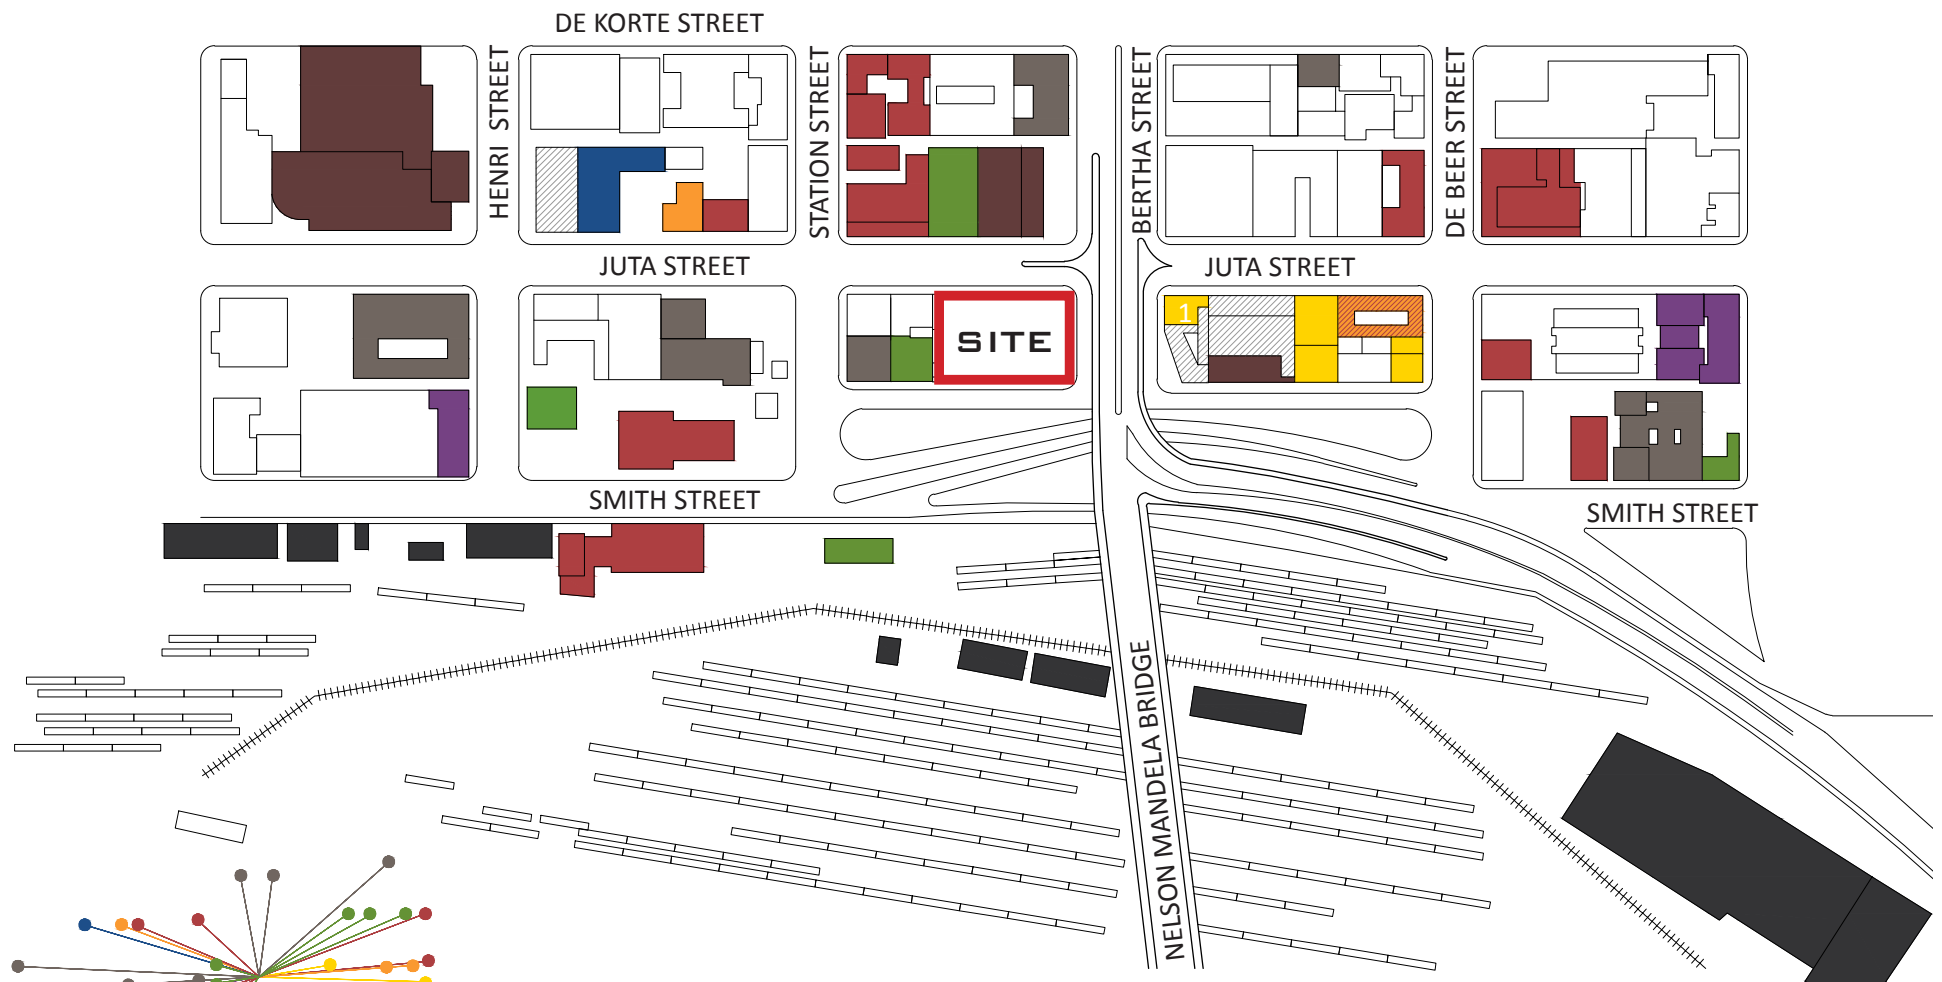 DE KORTE STREET
HENRI STREET
STATION STREET
BERTHA STREET
DE BEER STREET
JUTA STREET
JUTA STREET
1
SITE
SMITH STREET
SMITH STREET
NELSON MANDELA BRIDGE